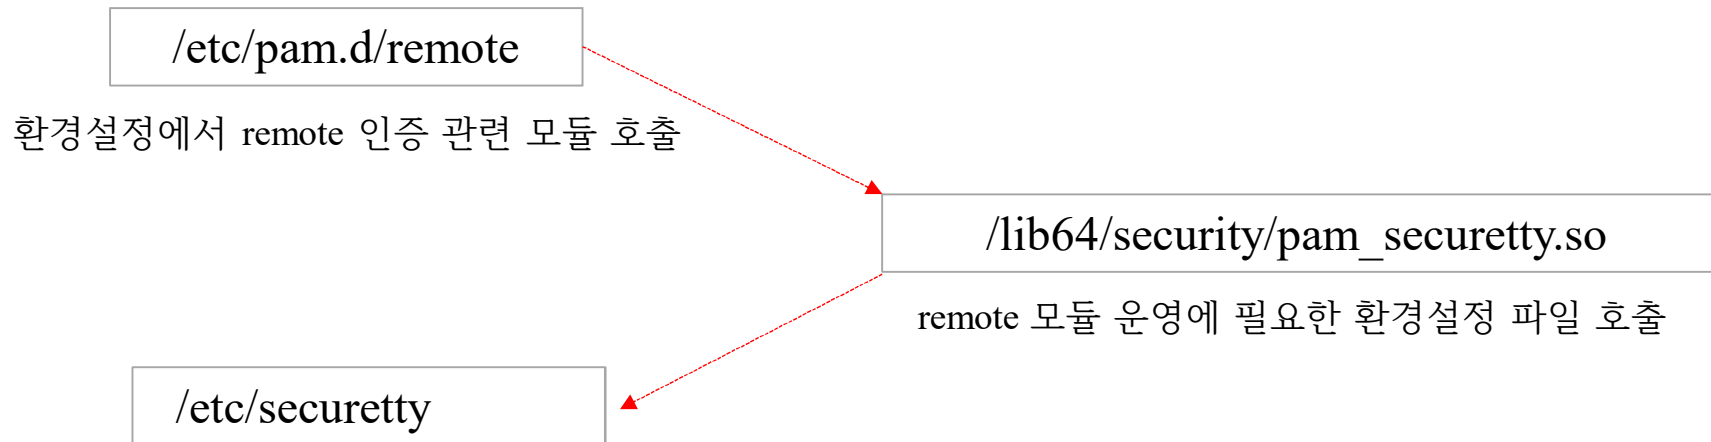 /etc/pam.d/remote
환경설정에서 remote 인증 관련 모듈 호출
/lib64/security/pam_securetty.so
remote 모듈 운영에 필요한 환경설정 파일 호출
/etc/securetty